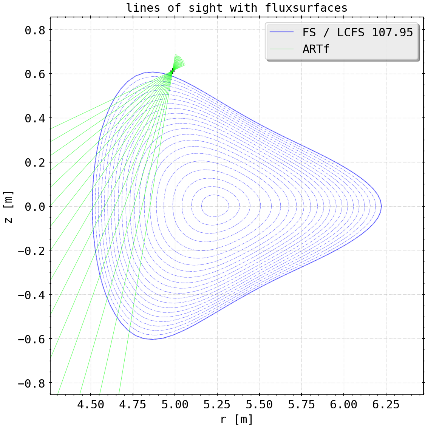 lines of sight with fluxsurfaces
FS / LCFS 107.95
ARTf
0.8
0.6
0.4
0.2
0.0
−0.2
−0.4
−0.6
−0.8
z [m]
4.50 4.75 5.00 5.25 5.50 5.75 6.00 6.25
r [m]